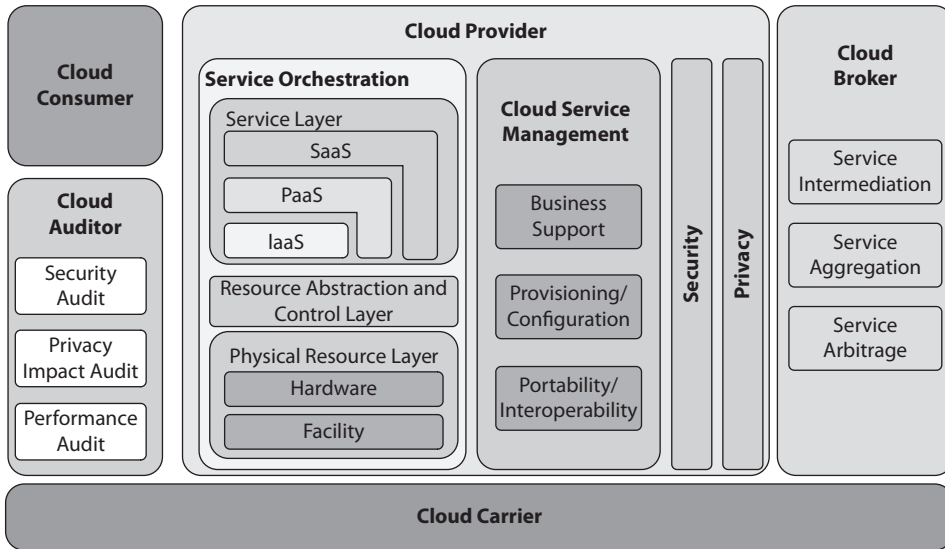 Cloud
Consumer
Cloud
Auditor
Security
Audit
Privacy
Impact Audit
Performance
Audit
Cloud Provider
Service Orchestration
Service Layer
SaaS
PaaS
IaaS
Resource Abstraction and
Control Layer
Physical Resource Layer
Hardware
Facility
Cloud Service
Management
Business
Support
Provisioning/
Configuration
Portability/
Interoperability
Security
Privacy
Cloud
Broker
Service
Intermediation
Service
Aggregation
Service
Arbitrage
Cloud Carrier